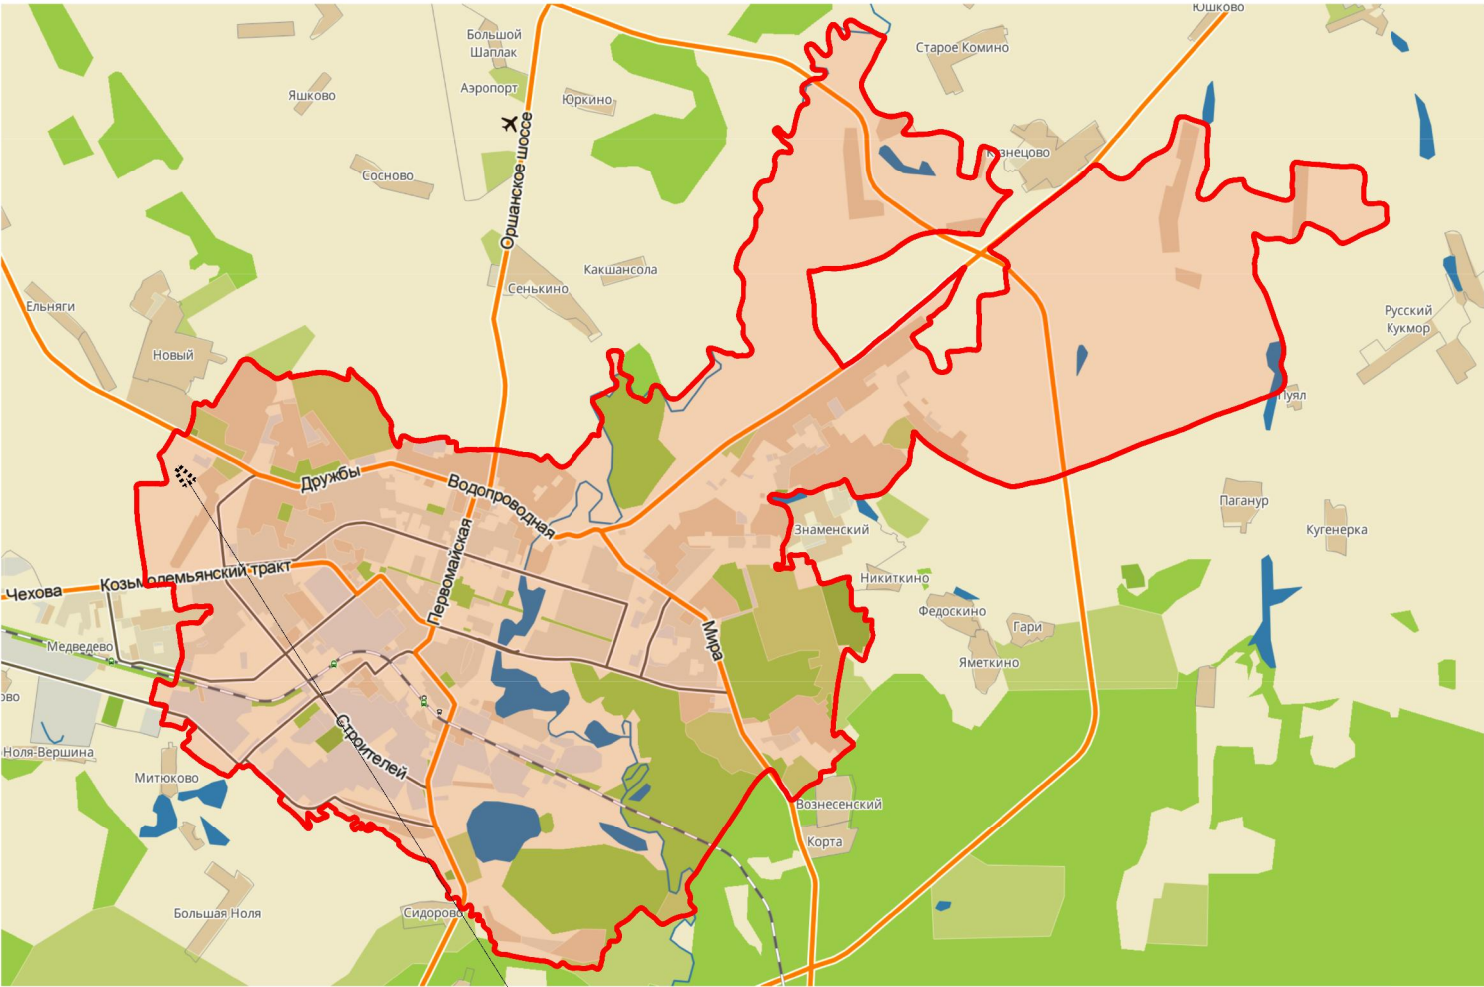 Юшково
Большой
Шаплак
Старое Комино
Аэропорт
Яшково
Юркино
Оршанское шоссе
Кузнецово
Сосново
Какшансола
Сенькино
Ельняги
Русский
Кукмор
Новый
Пуял
Дружбы
Водопроводная
Паганур
Знаменский
Кугенерка
Первомайская
Козьмодемьянский тракт
Чехова
Никиткино
Федоскино
Гари
Мира
Медведево
Яметкино
ово
Строителей
Ноля-Вершина
Митюково
Вознесенский
Корта
Большая Ноля
Сидорово